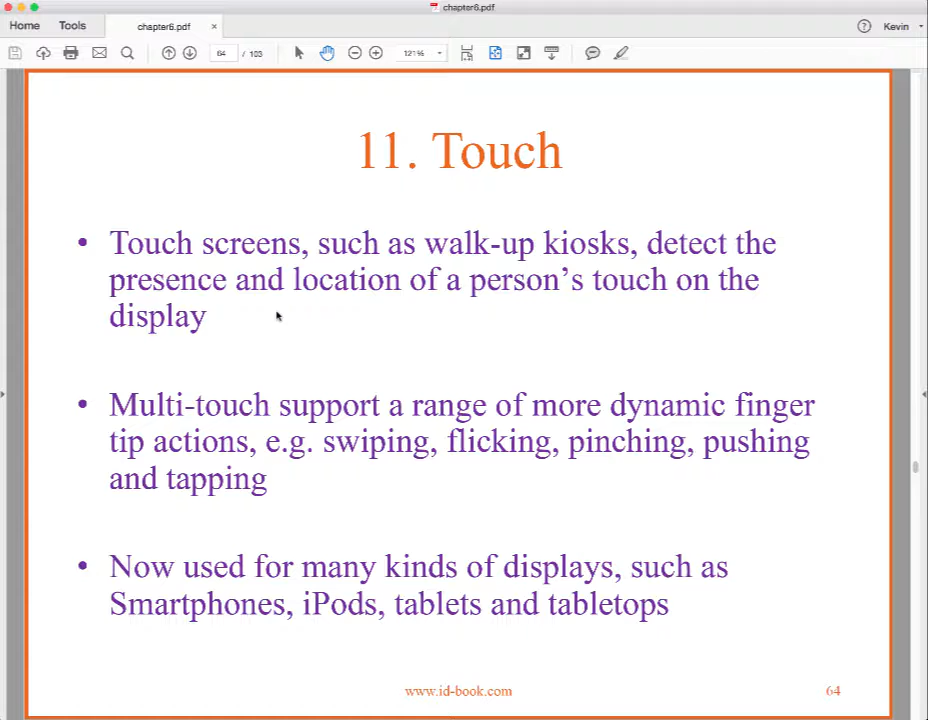 chapter6.pdf
Home Tools chapter6.pdf × Kevin
64 / 103 121%
11. Touch
• Touch screens, such as walk-up kiosks, detect the
presence and location of a person's touch on the
display
• Multi-touch support a range of more dynamic finger
tip actions, e.g. swiping, flicking, pinching, pushing
and tapping
• Now used for many kinds of displays, such as
Smartphones, iPods, tablets and tabletops
www.id-book.com 64